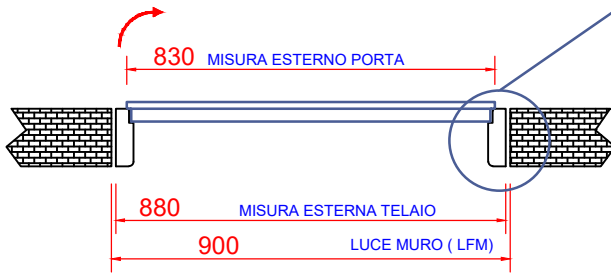 830 MISURA ESTERNO PORTA
880 MISURA ESTERNA TELAIO
900 LUCE MURO ( LFM)